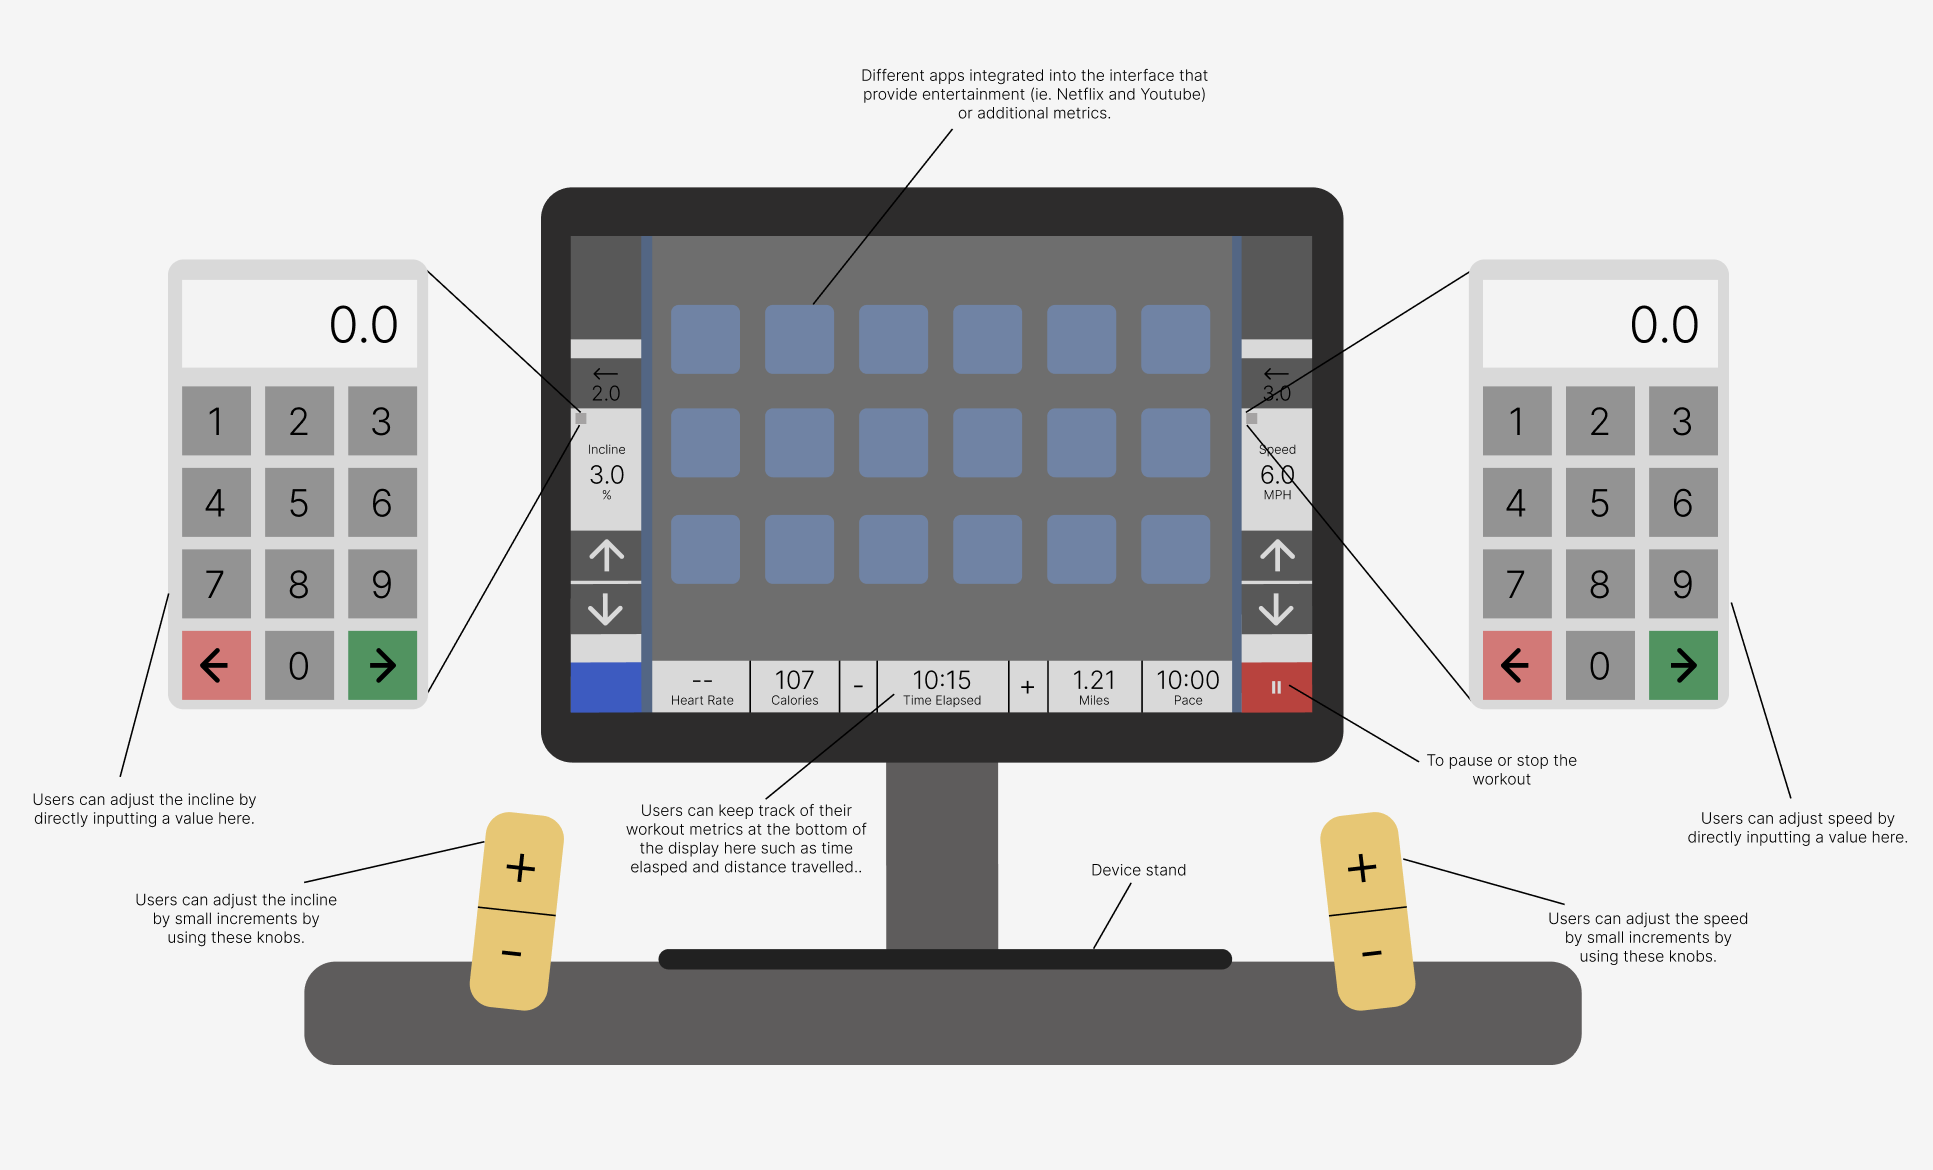 Different apps integrated into the interface that
provide entertainment (ie. Netflix and Youtube)
or additional metrics.
0.0
1 2 3
4 5 6
7 8 9
← 0 →
←
2.0
Incline
3.0
%
↑
↓
←
3.0
Speed
6.0
MPH
↑
↓
0.0
1 2 3
4 5 6
7 8 9
← 0 →
-- 107 - 10:15 + 1.21 10:00
Heart Rate Calories Time Elapsed Miles Pace
To pause or stop the
workout
Users can adjust the incline by
directly inputting a value here.
Users can keep track of their
workout metrics at the bottom of
the display here such as time
elasped and distance travelled..
Users can adjust speed by
directly inputting a value here.
Device stand
Users can adjust the incline
by small increments by
using these knobs.
+
-
+
-
Users can adjust the speed
by small increments by
using these knobs.